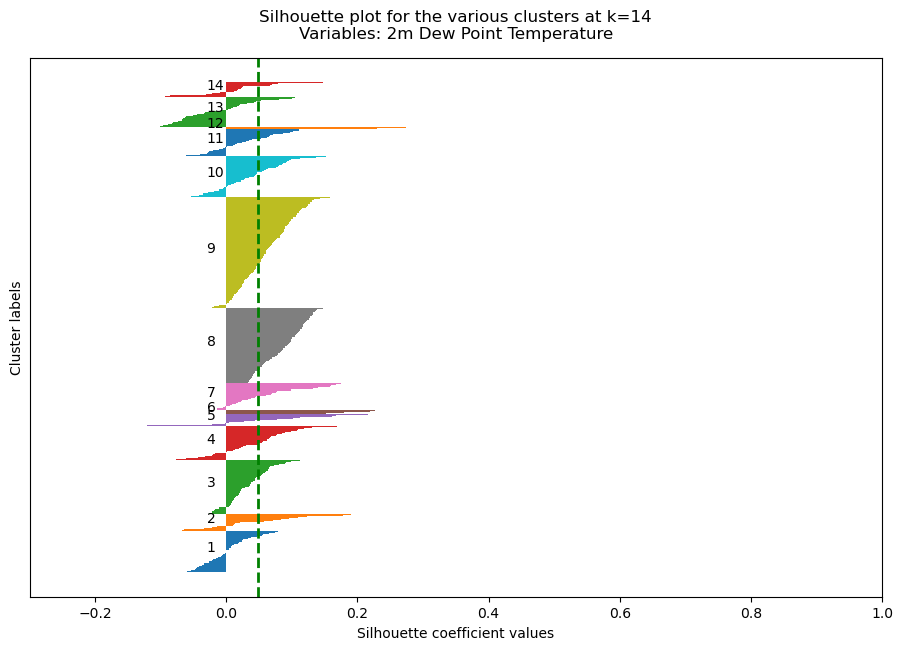 Silhouette plot for the various clusters at k=14
Variables: 2m Dew Point Temperature
Cluster labels
14
13
12
11
10
9
8
7
6
5
4
3
2
1
−0.2 0.0 0.2 0.4 0.6 0.8 1.0
Silhouette coefficient values